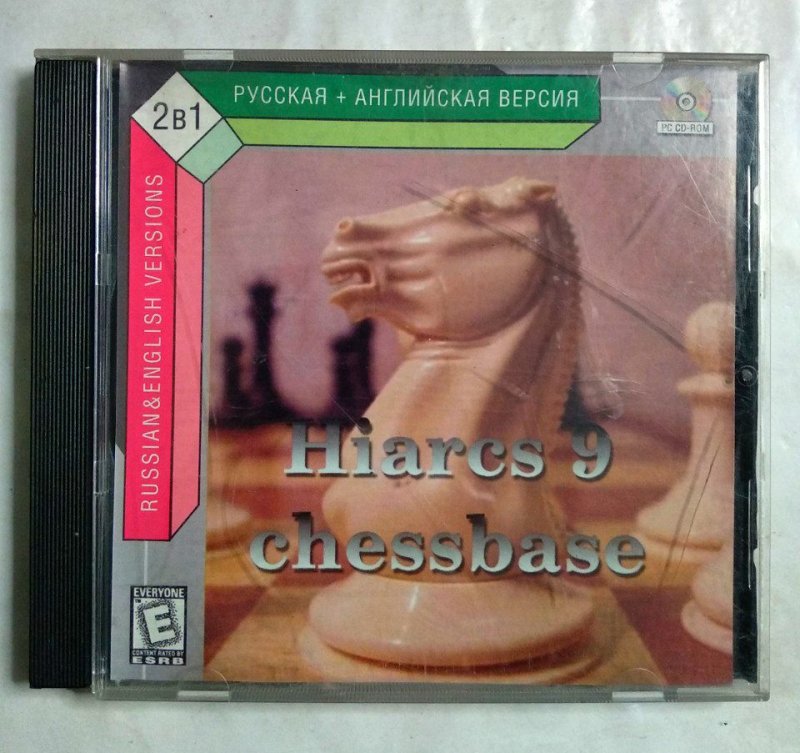 2В1
РУССКАЯ + АНГЛИЙСКАЯ ВЕРСИЯ
PC CD-ROM
RUSSIAN&ENGLISH VERSIONS
Hiarcs 9
chessbase
EVERYONE
E
CONTENT RATED BY
ESRB